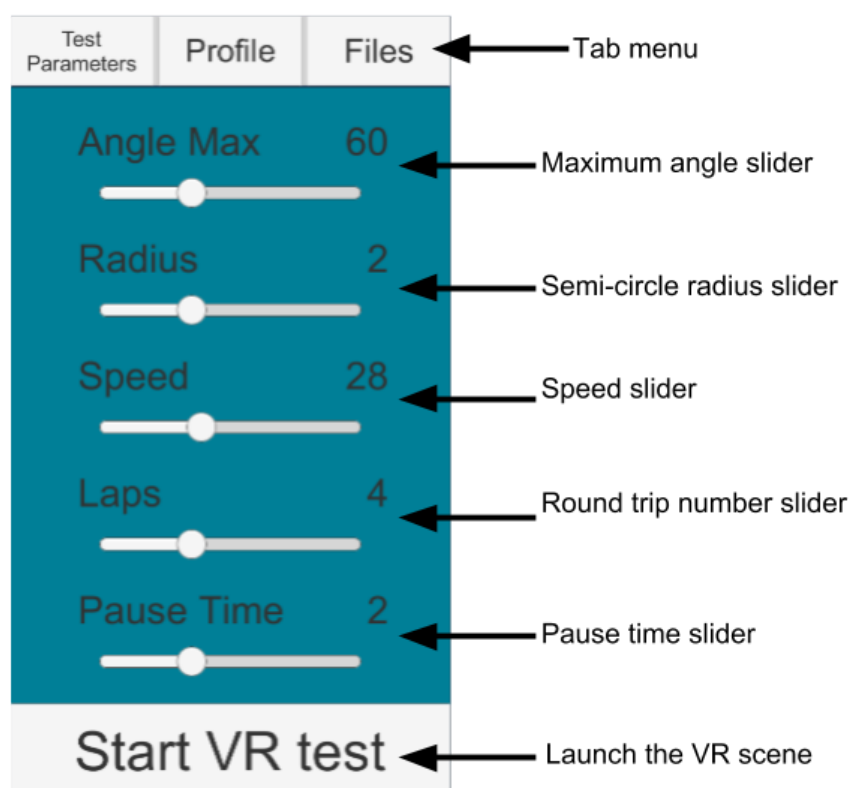 Test
Parameters
Profile
Files
Tab menu
Angle Max 60
Maximum angle slider
Radius 2
Semi-circle radius slider
Speed 28
Speed slider
Laps 4
Round trip number slider
Pause Time 2
Pause time slider
Start VR test
Launch the VR scene